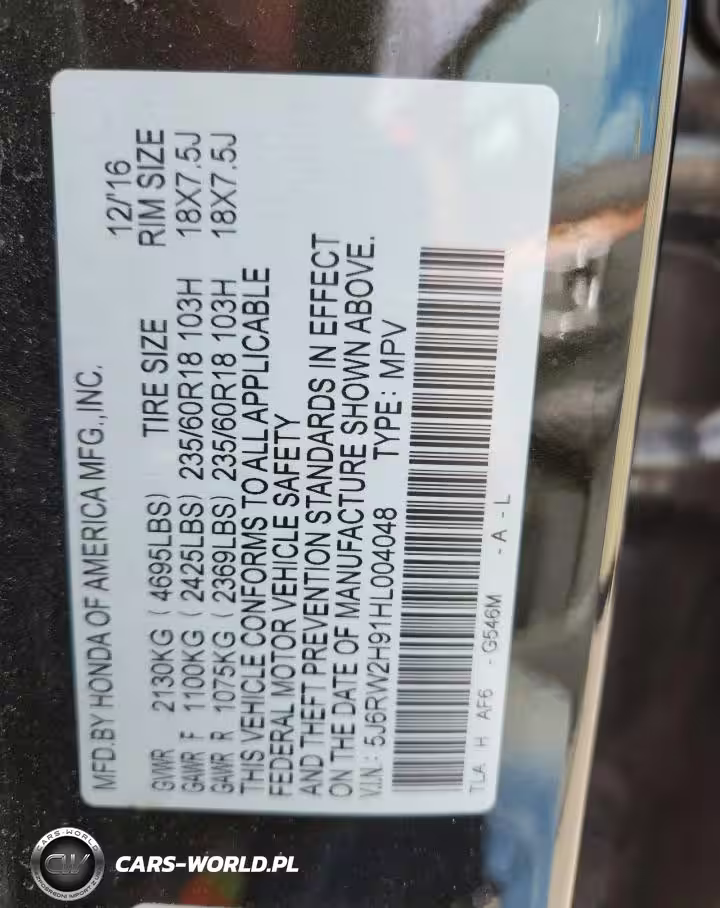 MFD.BY HONDA OF AMERICA MFG.,INC. 12/'16
TIRE SIZE RIM SIZE
GVWR 2130KG ( 4695LBS)
GAWR F 1100KG ( 2425LBS) 235/60R18 103H 18X7.5J
GAWR R 1075KG ( 2369LBS) 235/60R18 103H 18X7.5J
THIS VEHICLE CONFORMS TO ALL APPLICABLE
FEDERAL MOTOR VEHICLE SAFETY
AND THEFT PREVENTION STANDARDS IN EFFECT
ON THE DATE OF MANUFACTURE SHOWN ABOVE.
V.I.N.: 5J6RW2H91HL004048 TYPE: MPV
TLA H AF6 - G546M - A - L
CARS-WORLD
CW
CARS-WORLD.PL